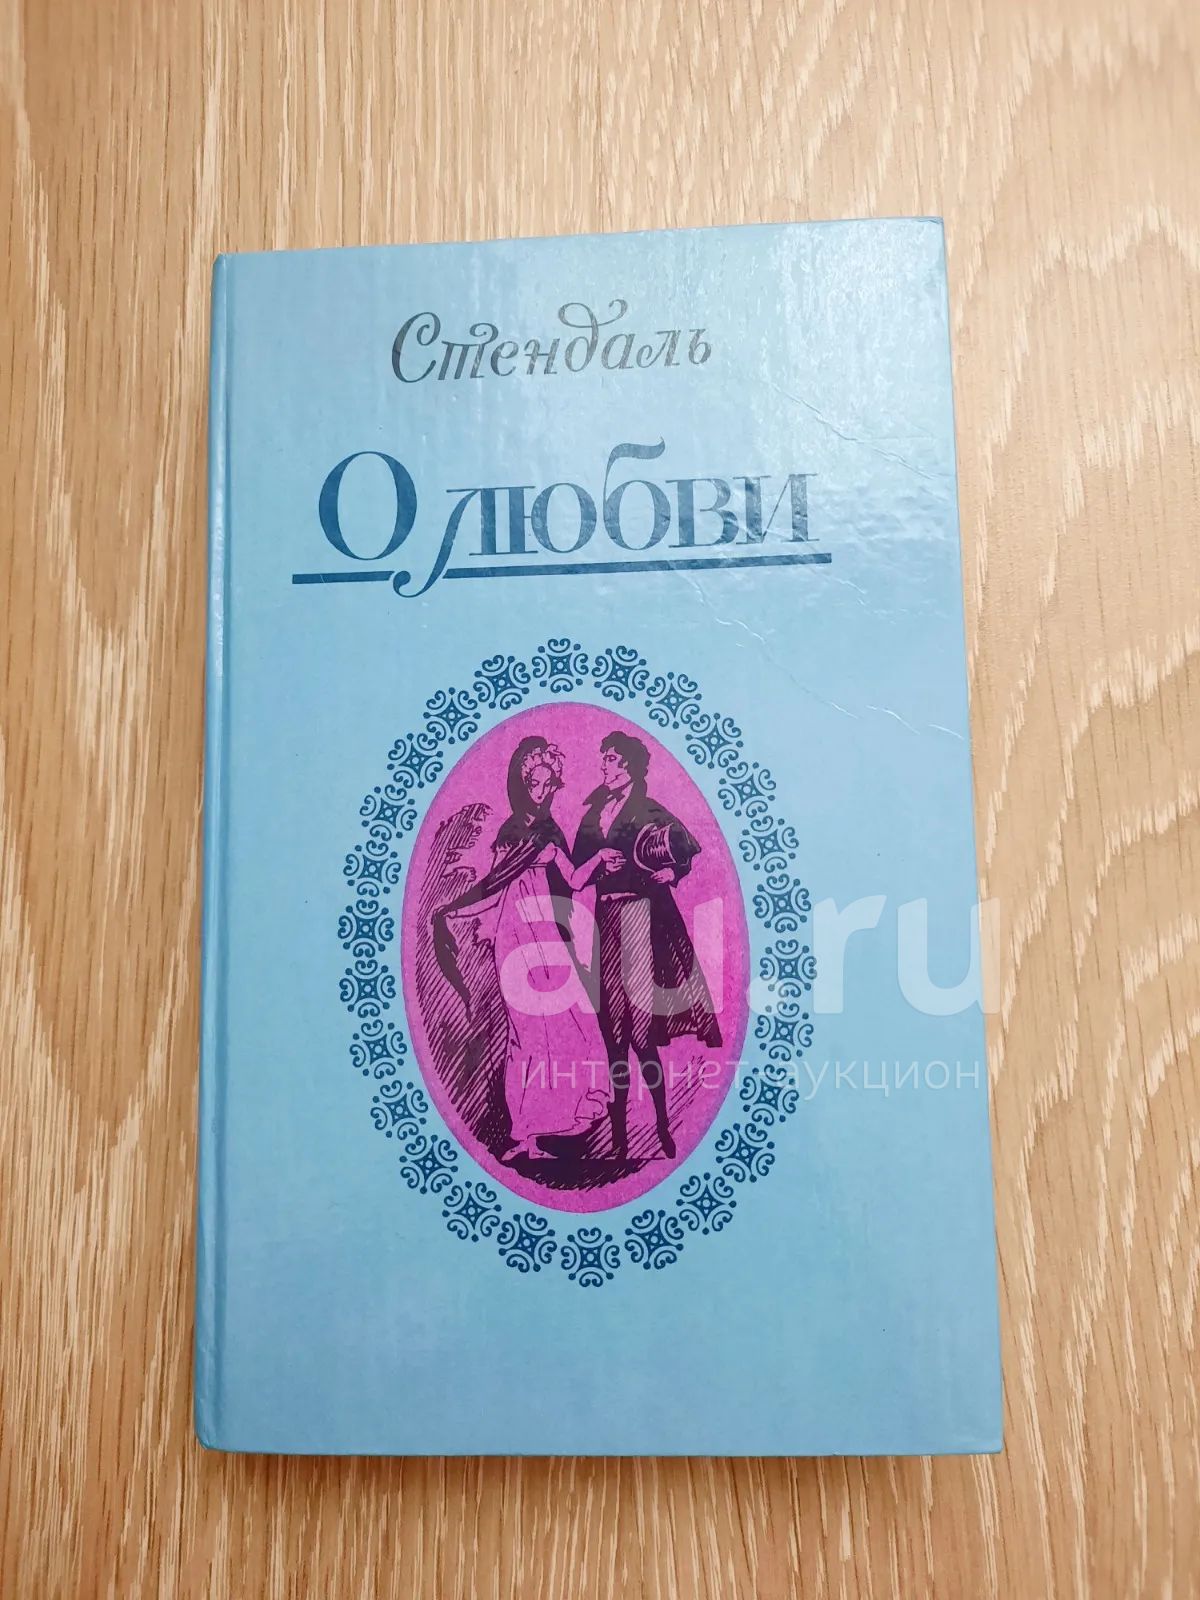 Стендаль
О любви
au.ru
интернет-аукцион